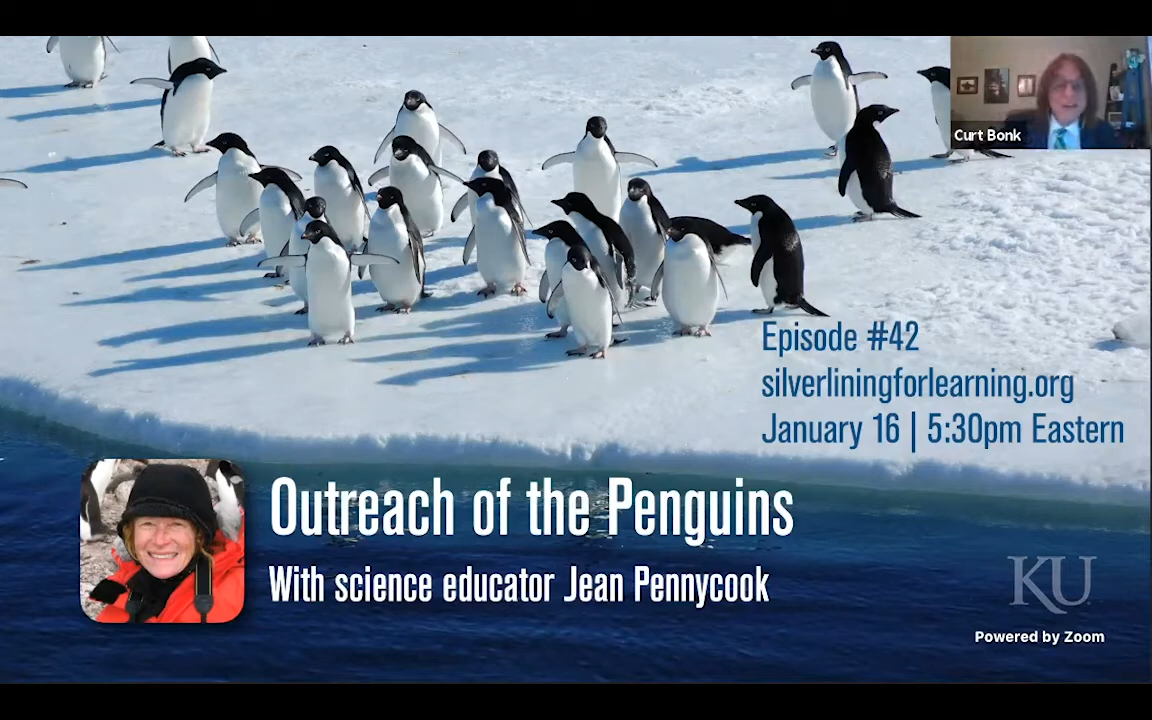 Curt Bonk
Episode #42
silverliningforlearning.org
January 16 | 5:30pm Eastern
Outreach of the Penguins
With science educator Jean Pennycook
KU
Powered by Zoom